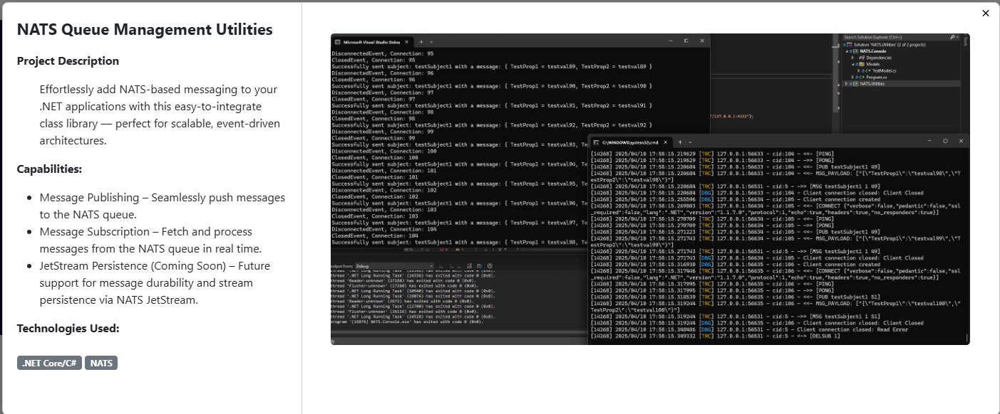 NATS Queue Management Utilities
Project Description
Effortlessly add NATS-based messaging to your
.NET applications with this easy-to-integrate
class library — perfect for scalable, event-driven
architectures.
Capabilities:
Message Publishing – Seamlessly push messages
to the NATS queue.
Message Subscription – Fetch and process
messages from the NATS queue in real time.
JetStream Persistence (Coming Soon) – Future
support for message durability and stream
persistence via NATS JetStream.
Technologies Used:
.NET Core/C#
NATS
Microsoft Visual Studio Debug
DisconnectedEvent, Connection: 95
ClosedEvent, Connection: 95
Successfully sent subject: testSubject1 with a message: { TestProp1 = testval89, TestProp2 = testval89 }
DisconnectedEvent, Connection: 96
ClosedEvent, Connection: 96
Successfully sent subject: testSubject1 with a message: { TestProp1 = testval90, TestProp2 = testval90 }
DisconnectedEvent, Connection: 97
ClosedEvent, Connection: 97
Successfully sent subject: testSubject1 with a message: { TestProp1 = testval91, TestProp2 = testval91 }
DisconnectedEvent, Connection: 98
ClosedEvent, Connection: 98
Successfully sent subject: testSubject1 with a message: { TestProp1 = testval92, TestProp2 = testval92 }
DisconnectedEvent, Connection: 99
ClosedEvent, Connection: 99
Successfully sent subject: testSubject1 with a message: { TestProp1 = testval93, T
DisconnectedEvent, Connection: 100
ClosedEvent, Connection: 100
Successfully sent subject: testSubject1 with a message: { TestProp1 = testval94, Te
DisconnectedEvent, Connection: 101
ClosedEvent, Connection: 101
Successfully sent subject: testSubject1 with a message: { TestProp1 = testval95, Te
DisconnectedEvent, Connection: 102
ClosedEvent, Connection: 102
Successfully sent subject: testSubject1 with a message: { TestProp1 = testval96, Te
DisconnectedEvent, Connection: 103
ClosedEvent, Connection: 103
Successfully sent subject: testSubject1 with a message: { TestProp1 = testval97, Te
DisconnectedEvent, Connection: 104
ClosedEvent, Connection: 104
Successfully sent subject: testSubject1 with a message: { TestProp1 = testval98, Te
Search Solution Explorer (Ctrl+;)
Solution 'NATS.Utilities' (2 of 2 projects)
NATS.Console
Dependencies
Models
TestModel.cs
Program.cs
NATS.Utilities
//127.0.0.1:4222");
C:\WINDOWS\system32\cmd.
[14268] 2025/04/10 17:58:15.219629 [TRC] 127.0.0.1:56633 - cid:104 - <<- [PING]
[14268] 2025/04/10 17:58:15.219629 [TRC] 127.0.0.1:56633 - cid:104 - ->> [PONG]
[14268] 2025/04/10 17:58:15.220684 [TRC] 127.0.0.1:56633 - cid:104 - <<- [PUB testSubject1 49]
[14268] 2025/04/10 17:58:15.220684 [TRC] 127.0.0.1:56633 - cid:104 - <<- MSG_PAYLOAD: ["{\"TestProp1\":\"testval98\",\"T
estProp2\":\"testval98\"}"]
[14268] 2025/04/10 17:58:15.220684 [TRC] 127.0.0.1:56531 - cid:5 - ->> [MSG testSubject1 1 49]
[14268] 2025/04/10 17:58:15.220684 [DBG] 127.0.0.1:56633 - cid:104 - Client connection closed: Client Closed
[14268] 2025/04/10 17:58:15.255596 [DBG] 127.0.0.1:56634 - cid:105 - Client connection created
[14268] 2025/04/10 17:58:15.269803 [TRC] 127.0.0.1:56634 - cid:105 - <<- [CONNECT {"verbose":false,"pedantic":false,"ssl
_required":false,"lang":".NET","version":"1.1.7.0","protocol":1,"echo":true,"headers":true,"no_responders":true}]
[14268] 2025/04/10 17:58:15.270709 [TRC] 127.0.0.1:56634 - cid:105 - <<- [PING]
[14268] 2025/04/10 17:58:15.270709 [TRC] 127.0.0.1:56634 - cid:105 - ->> [PONG]
[14268] 2025/04/10 17:58:15.271223 [TRC] 127.0.0.1:56634 - cid:105 - <<- [PUB testSubject1 49]
[14268] 2025/04/10 17:58:15.271743 [TRC] 127.0.0.1:56634 - cid:105 - <<- MSG_PAYLOAD: ["{\"TestProp1\":\"testval99\",\"T
estProp2\":\"testval99\"}"]
[14268] 2025/04/10 17:58:15.271743 [TRC] 127.0.0.1:56531 - cid:5 - ->> [MSG testSubject1 1 49]
[14268] 2025/04/10 17:58:15.271743 [DBG] 127.0.0.1:56634 - cid:105 - Client connection closed: Client Closed
[14268] 2025/04/10 17:58:15.316930 [DBG] 127.0.0.1:56635 - cid:106 - Client connection created
[14268] 2025/04/10 17:58:15.317446 [TRC] 127.0.0.1:56635 - cid:106 - <<- [CONNECT {"verbose":false,"pedantic":false,"ssl
_required":false,"lang":".NET","version":"1.1.7.0","protocol":1,"echo":true,"headers":true,"no_responders":true}]
[14268] 2025/04/10 17:58:15.317995 [TRC] 127.0.0.1:56635 - cid:106 - <<- [PING]
[14268] 2025/04/10 17:58:15.317995 [TRC] 127.0.0.1:56635 - cid:106 - ->> [PONG]
[14268] 2025/04/10 17:58:15.318539 [TRC] 127.0.0.1:56635 - cid:106 - <<- [PUB testSubject1 51]
[14268] 2025/04/10 17:58:15.319244 [TRC] 127.0.0.1:56635 - cid:106 - <<- MSG_PAYLOAD: ["{\"TestProp1\":\"testval100\",\"
TestProp2\":\"testval100\"}"]
[14268] 2025/04/10 17:58:15.319244 [TRC] 127.0.0.1:56531 - cid:5 - ->> [MSG testSubject1 1 51]
[14268] 2025/04/10 17:58:15.319244 [DBG] 127.0.0.1:56635 - cid:106 - Client connection closed: Client Closed
[14268] 2025/04/10 17:58:15.348486 [DBG] 127.0.0.1:56531 - cid:5 - Client connection closed: Read Error
[14268] 2025/04/10 17:58:15.349332 [TRC] 127.0.0.1:56531 - cid:5 - <-> [DELSUB 1]
output from: Debug
thread '.NET Long Running Task' (24336) has exited with code 0 (0x0).
thread 'Reader-unknown' (27188) has exited with code 0 (0x0).
thread 'Flusher-unknown' (17260) has exited with code 0 (0x0).
thread '.NET Long Running Task' (10540) has exited with code 0 (0x0).
thread '.NET Long Running Task' (20076) has exited with code 0 (0x0).
thread 'Reader-unknown' (2072) has exited with code 0 (0x0).
thread '.NET Long Running Task' (22700) has exited with code 0 (0x0).
thread 'Flusher-unknown' (26116) has exited with code 0 (0x0).
thread '.NET Long Running Task' (14528) has exited with code 0 (0x0).
program '[26876] NATS.Console.exe' has exited with code 0 (0x0).